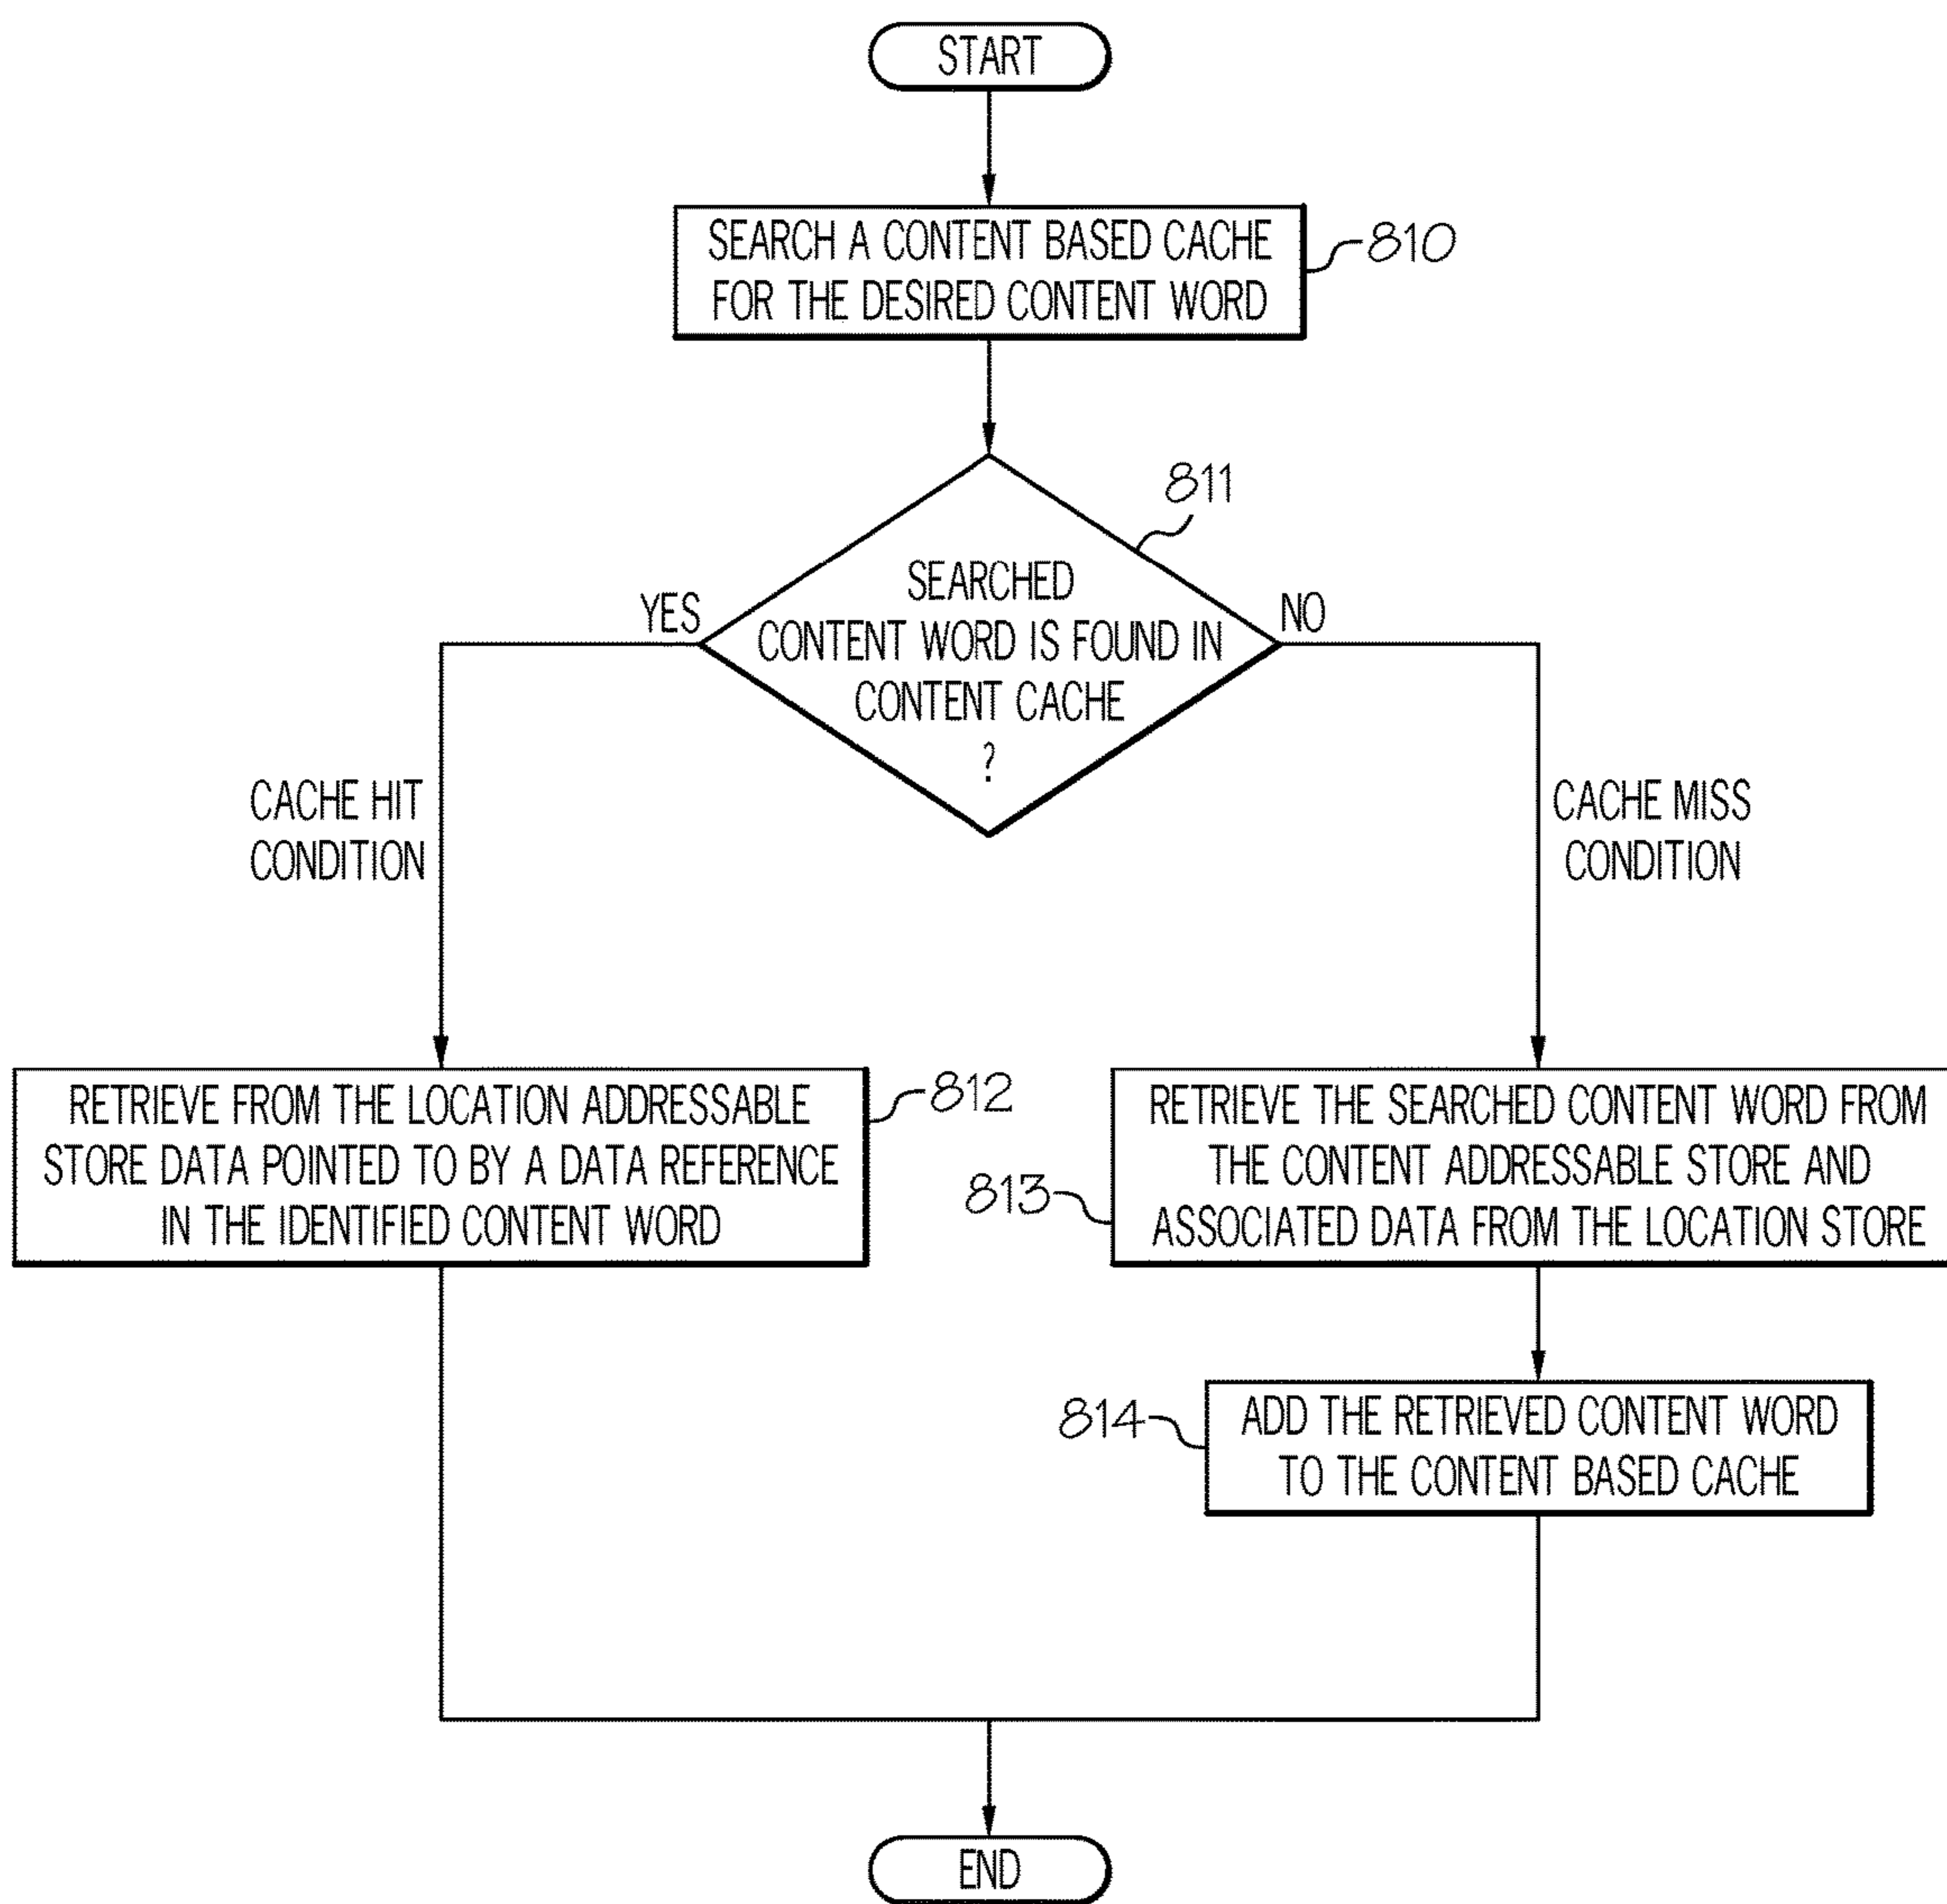 START
SEARCH A CONTENT BASED CACHE
FOR THE DESIRED CONTENT WORD
810
811
SEARCHED
CONTENT WORD IS FOUND IN
CONTENT CACHE
?
YES
NO
CACHE HIT
CONDITION
CACHE MISS
CONDITION
RETRIEVE FROM THE LOCATION ADDRESSABLE
STORE DATA POINTED TO BY A DATA REFERENCE
IN THE IDENTIFIED CONTENT WORD
812
RETRIEVE THE SEARCHED CONTENT WORD FROM
THE CONTENT ADDRESSABLE STORE AND
ASSOCIATED DATA FROM THE LOCATION STORE
813
814
ADD THE RETRIEVED CONTENT WORD
TO THE CONTENT BASED CACHE
END